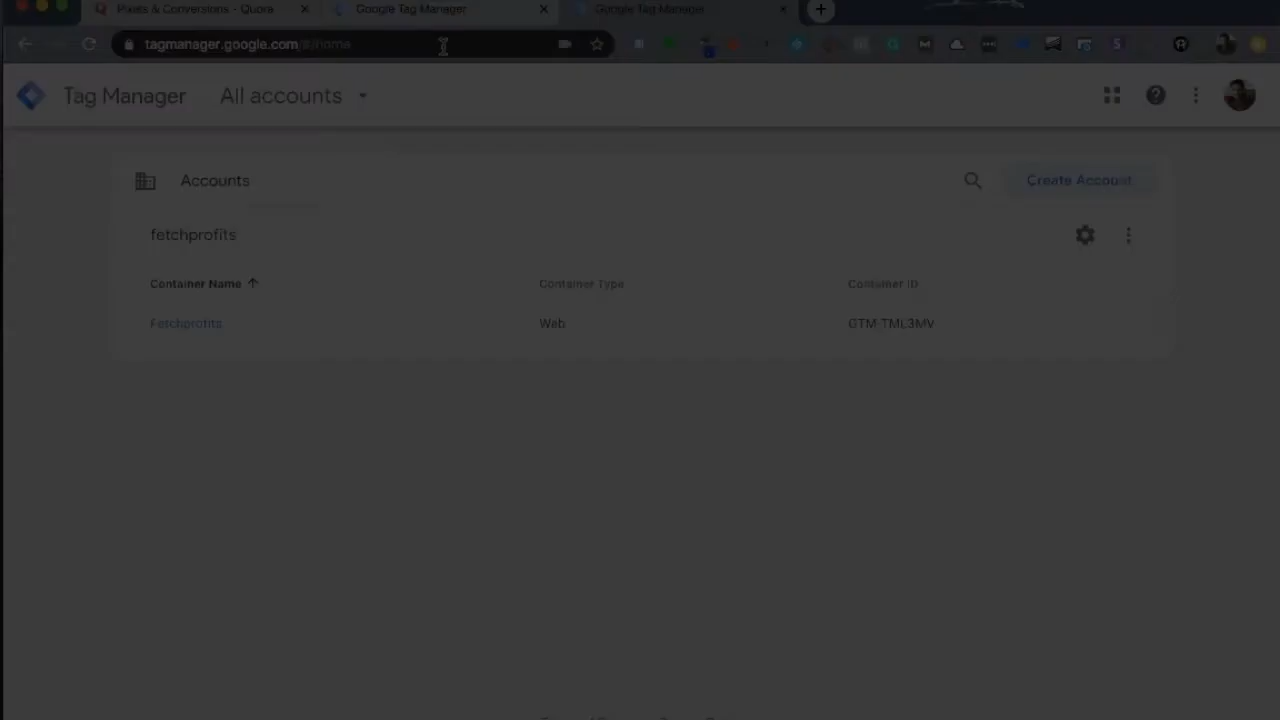 Pixels & Conversions - Quora
Google Tag Manager
Google Tag Manager
tagmanager.google.com/#/home
Tag Manager
All accounts
Accounts
Create Account
fetchprofits
Container Name
Container Type
Container ID
Fetchprofits
Web